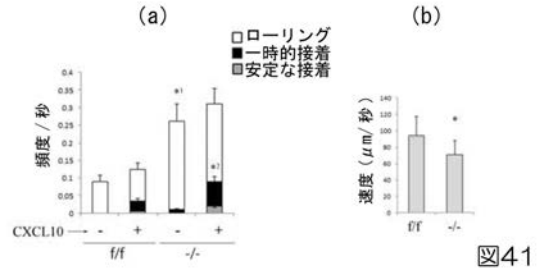 (a)
(b)
□ローリング
■一時的接着
■安定な接着
頻度/秒
0.4
0.35
0.3
0.25
0.2
0.15
0.1
0.05
0
*1
*2
CXCL10 → - + - +
f/f -/-
速度(μm/秒)
140
120
100
80
60
40
20
0
*
f/f -/-
図41